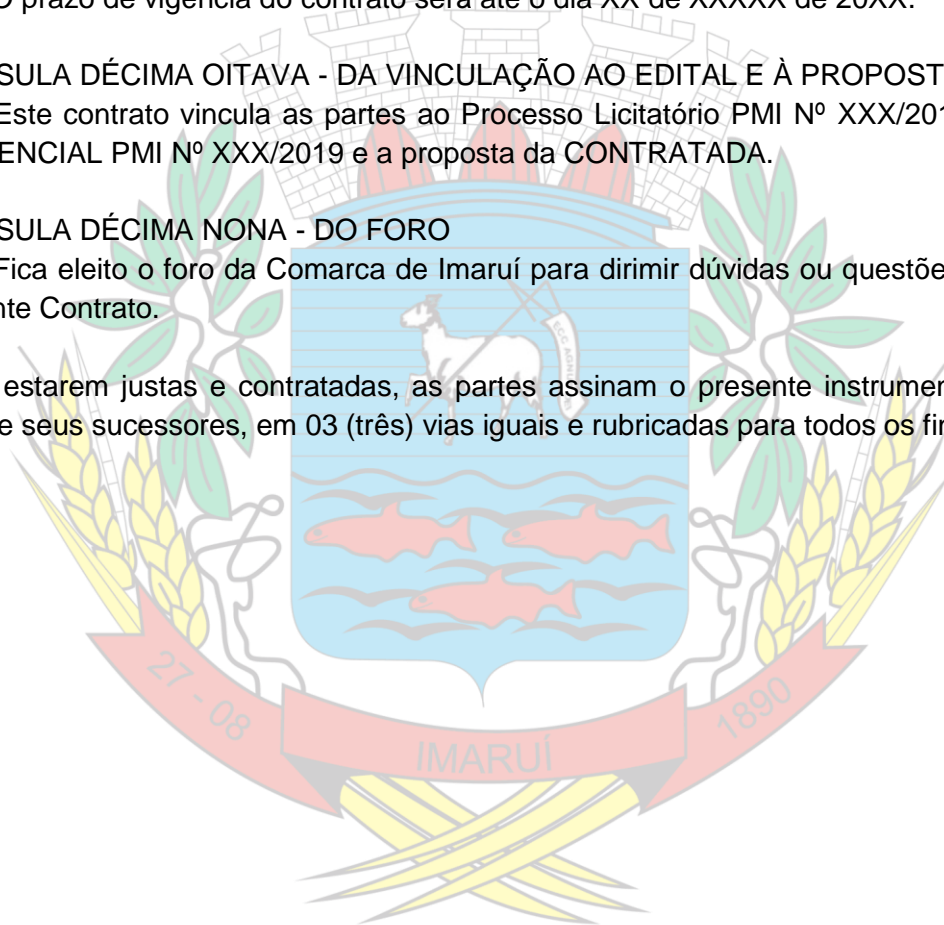 O prazo de vigência do contrato será até o dia XX de XXXXX de 20XX.
SULA DÉCIMA OITAVA - DA VINCULAÇÃO AO EDITAL E À PROPOST
Este contrato vincula as partes ao Processo Licitatório PMI Nº XXX/201
ENCIAL PMI Nº XXX/2019 e a proposta da CONTRATADA.
SULA DÉCIMA NONA - DO FORO
Fica eleito o foro da Comarca de Imaruí para dirimir dúvidas ou questõe
nte Contrato.
estarem justas e contratadas, as partes assinam o presente instrumen
e seus sucessores, em 03 (três) vias iguais e rubricadas para todos os fin
27 - 08
IMARUÍ
1890